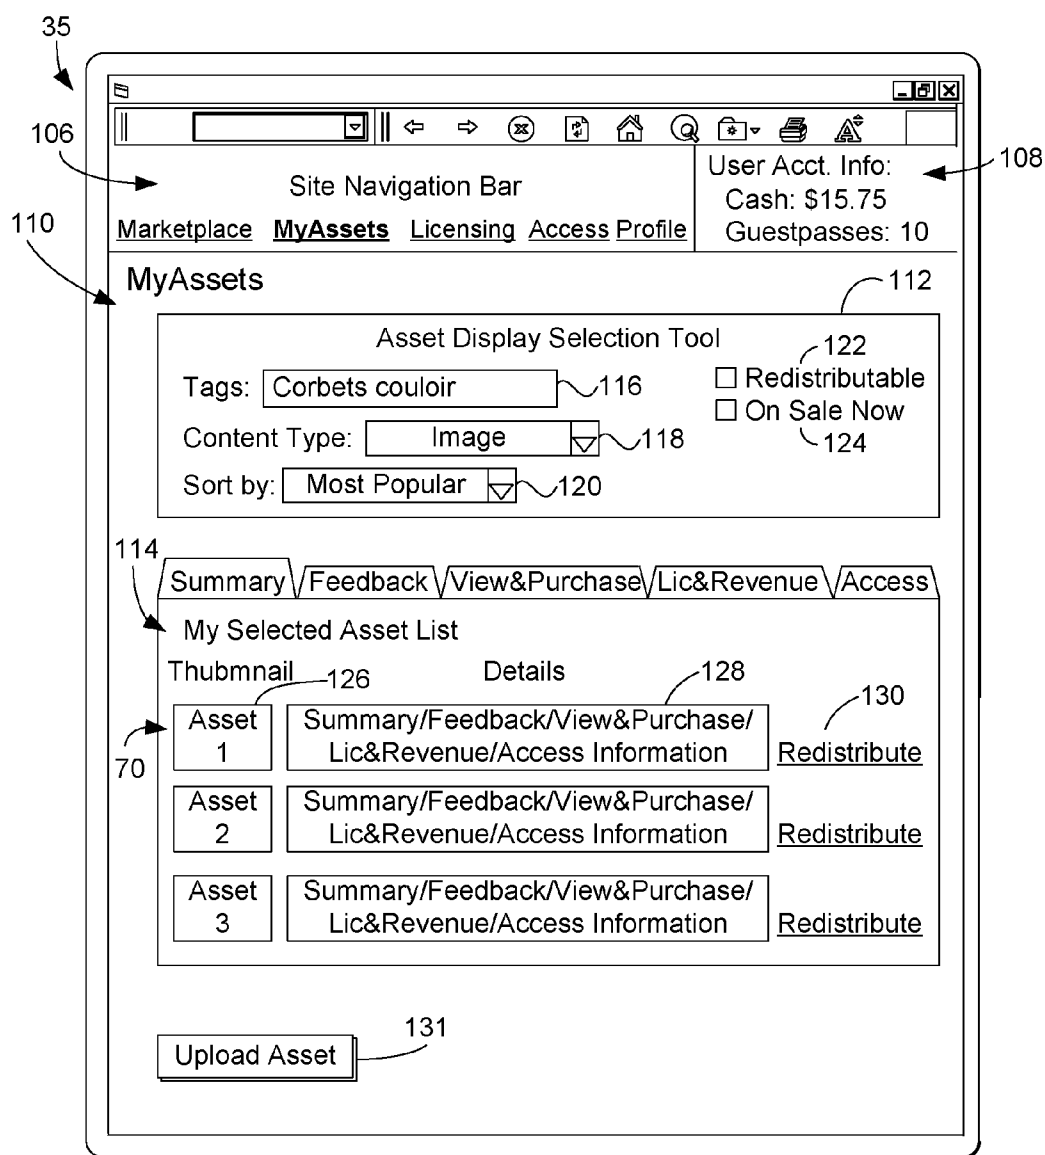 35
106
Site Navigation Bar
Marketplace MyAssets Licensing Access Profile
User Acct. Info:
Cash: $15.75
Guestpasses: 10
108
110
MyAssets
112
Asset Display Selection Tool
Tags: Corbets couloir 116
Content Type: Image 118
Sort by: Most Popular 120
122
Redistributable
On Sale Now
124
114
Summary Feedback View&Purchase Lic&Revenue Access
My Selected Asset List
Thubmnail Details
126 128 130
70
Asset
1
Summary/Feedback/View&Purchase/
Lic&Revenue/Access Information
Redistribute
Asset
2
Summary/Feedback/View&Purchase/
Lic&Revenue/Access Information
Redistribute
Asset
3
Summary/Feedback/View&Purchase/
Lic&Revenue/Access Information
Redistribute
Upload Asset
131